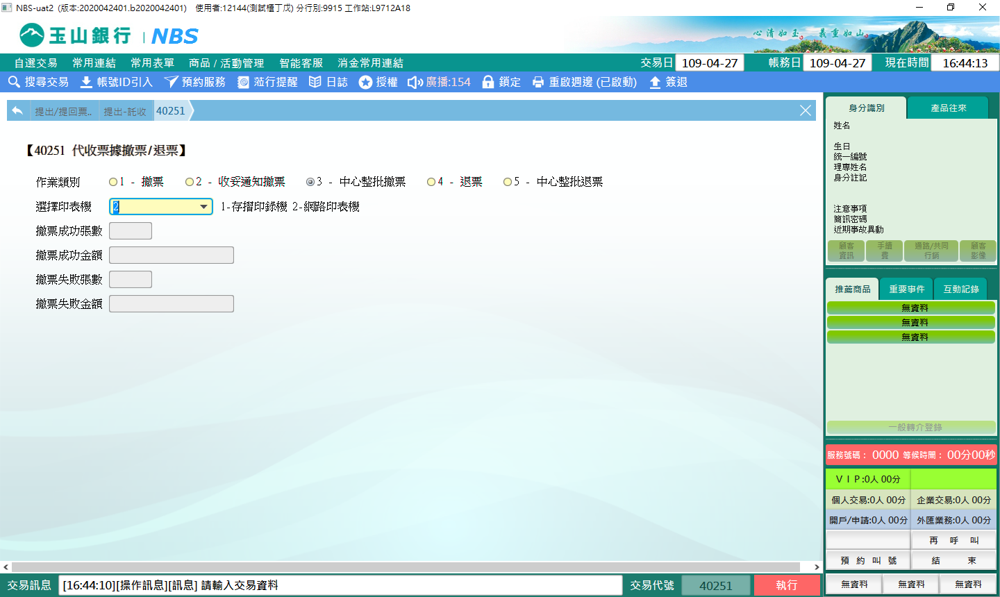 NBS-uat2 (版本:2020042401.b2020042401) 使用者:12144(測試櫃丁戊) 分行別:9915 工作站:L9712A18
玉山銀行 | NBS
心清如玉。義重如山。
自選交易 常用連結 常用表單 商品 / 活動管理 智能客服 消金常用連結 交易日 109-04-27 帳務日 109-04-27 現在時間 16:44:13
搜尋交易 帳號ID引入 預約服務 蒞行提醒 日誌 授權 廣播:154 鎖定 重啟週邊 (已啟動) 簽退
提出/提回票.. 提出-託收 40251
【40251 代收票據撤票/退票】
作業類別 1 - 撤票 2 - 收妥通知撤票 3 - 中心整批撤票 4 - 退票 5 - 中心整批退票
選擇印表機 2 1-存摺印錄機 2-網路印表機
撤票成功張數
撤票成功金額
撤票失敗張數
撤票失敗金額
身分識別 產品往來
姓名
生日
統一編號
理專姓名
身分註記
注意事項
簡訊密碼
近期事故異動
顧客資訊 手續費 通路/共同行銷 顧客影像
推薦商品 重要事件 互動記錄
無資料
無資料
無資料
一般轉介登錄
服務號碼： 0000 等候時間： 00分00秒
ＶＩＰ:0人 00分
個人交易:0人 00分 企業交易:0人 00分
開戶/申請:0人 00分 外匯業務:0人 00分
再 呼 叫
預 約 叫 號 結 束
無資料 無資料 無資料
交易訊息 [16:44:10][操作訊息][訊息] 請輸入交易資料 交易代號 40251 執行